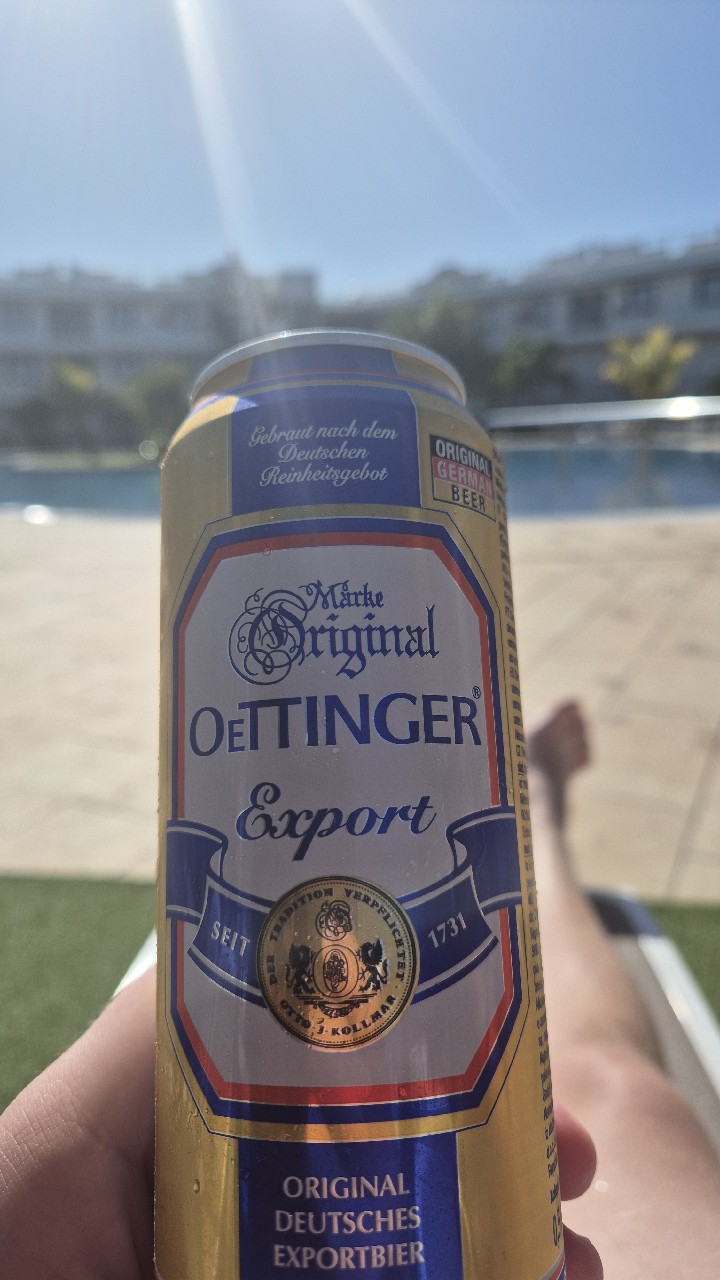 Gebraut nach dem
Deutschen
Reinheitsgebot
ORIGINAL
GERMAN
BEER
Marke
Original
OeTTINGER®
Export
SEIT
1731
DER TRADITION VERPFLICHTET
OTTO J. KOLLMAR
ORIGINAL
DEUTSCHES
EXPORTBIER